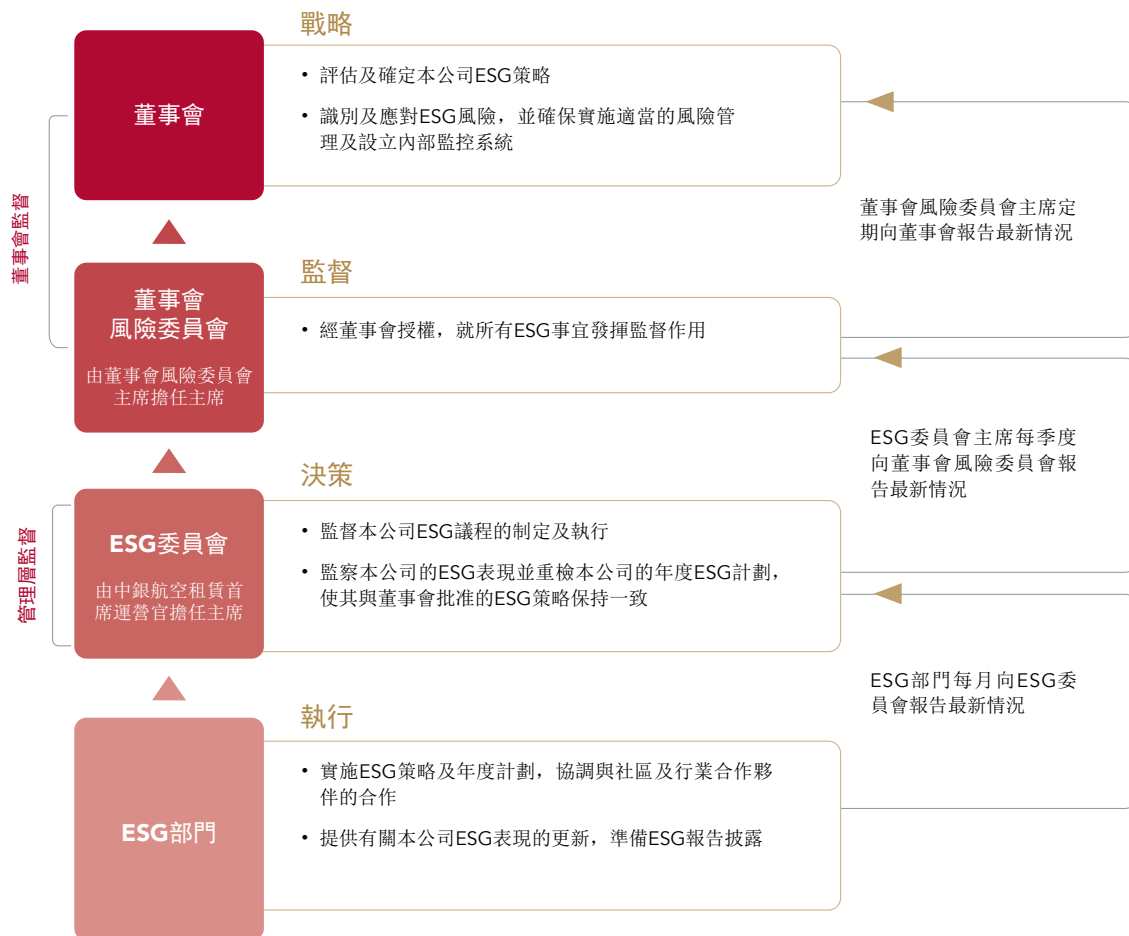 董事會監督
董事會
戰略
• 評估及確定本公司ESG策略
• 識別及應對ESG風險，並確保實施適當的風險管
理及設立內部監控系統
董事會風險委員會主席定
期向董事會報告最新情況
董事會
風險委員會
由董事會風險委員會
主席擔任主席
監督
• 經董事會授權，就所有ESG事宜發揮監督作用
ESG委員會主席每季度
向董事會風險委員會報
告最新情況
管理層監督
ESG委員會
由中銀航空租賃首
席運營官擔任主席
決策
• 監督本公司ESG議程的制定及執行
• 監察本公司的ESG表現並重檢本公司的年度ESG計劃，
使其與董事會批准的ESG策略保持一致
ESG部門每月向ESG委
員會報告最新情況
ESG部門
執行
• 實施ESG策略及年度計劃，協調與社區及行業合作夥
伴的合作
• 提供有關本公司ESG表現的更新，準備ESG報告披露